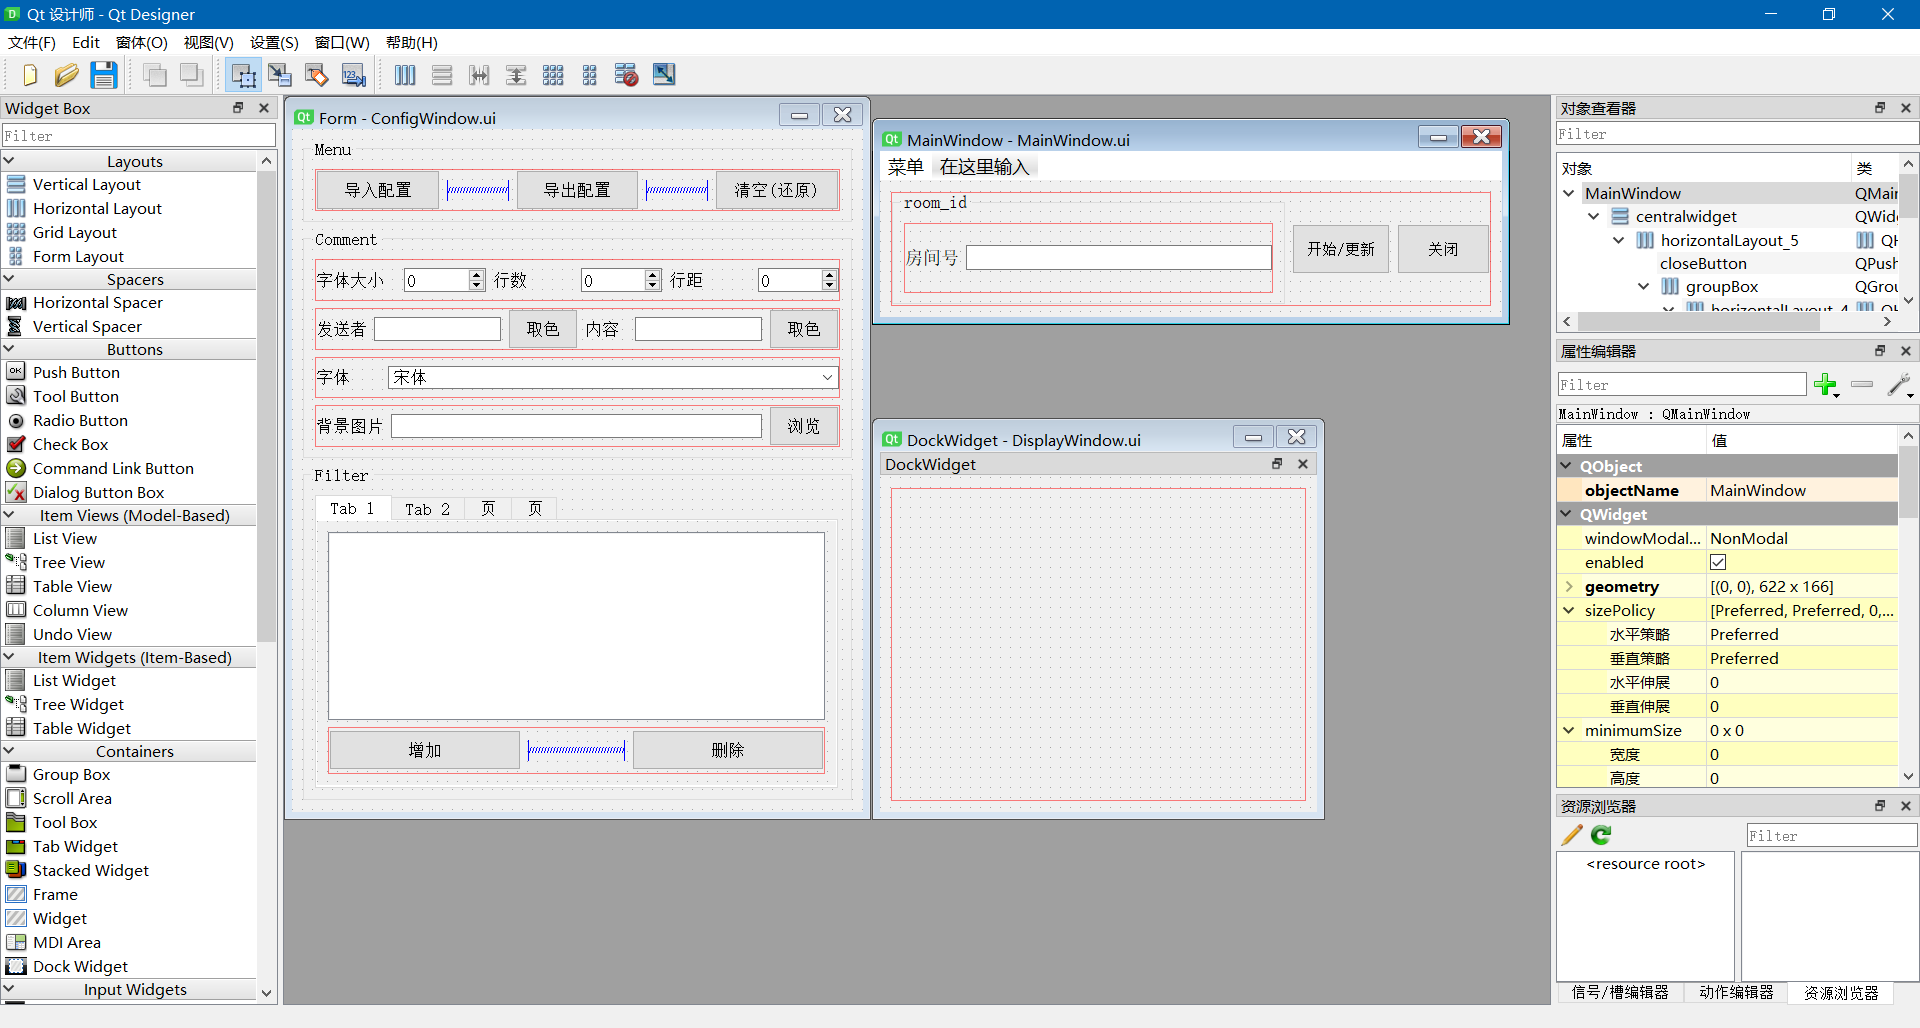 Qt 设计师 - Qt Designer
文件(F) Edit 窗体(O) 视图(V) 设置(S) 窗口(W) 帮助(H)
Widget Box
Filter
Layouts
Vertical Layout
Horizontal Layout
Grid Layout
Form Layout
Spacers
Horizontal Spacer
Vertical Spacer
Buttons
Push Button
Tool Button
Radio Button
Check Box
Command Link Button
Dialog Button Box
Item Views (Model-Based)
List View
Tree View
Table View
Column View
Undo View
Item Widgets (Item-Based)
List Widget
Tree Widget
Table Widget
Containers
Group Box
Scroll Area
Tool Box
Tab Widget
Stacked Widget
Frame
Widget
MDI Area
Dock Widget
Input Widgets
Form - ConfigWindow.ui
Menu
导入配置 导出配置 清空(还原)
Comment
字体大小 0 行数 0 行距 0
发送者 取色 内容 取色
字体 宋体
背景图片 浏览
Filter
Tab 1 Tab 2 页 页
增加 删除
MainWindow - MainWindow.ui
菜单 在这里输入
room_id
房间号 开始/更新 关闭
DockWidget - DisplayWindow.ui
DockWidget
对象查看器
Filter
对象 类
MainWindow QMai
centralwidget QWid
horizontalLayout_5
closeButton QPush
groupBox QGrou
horizontalLayout_4
属性编辑器
Filter
MainWindow : QMainWindow
属性 值
QObject
objectName MainWindow
QWidget
windowModal... NonModal
enabled
geometry [(0, 0), 622 x 166]
sizePolicy [Preferred, Preferred, 0,...
水平策略 Preferred
垂直策略 Preferred
水平伸展 0
垂直伸展 0
minimumSize 0 x 0
宽度 0
高度 0
资源浏览器
Filter
<resource root>
信号/槽编辑器 动作编辑器 资源浏览器